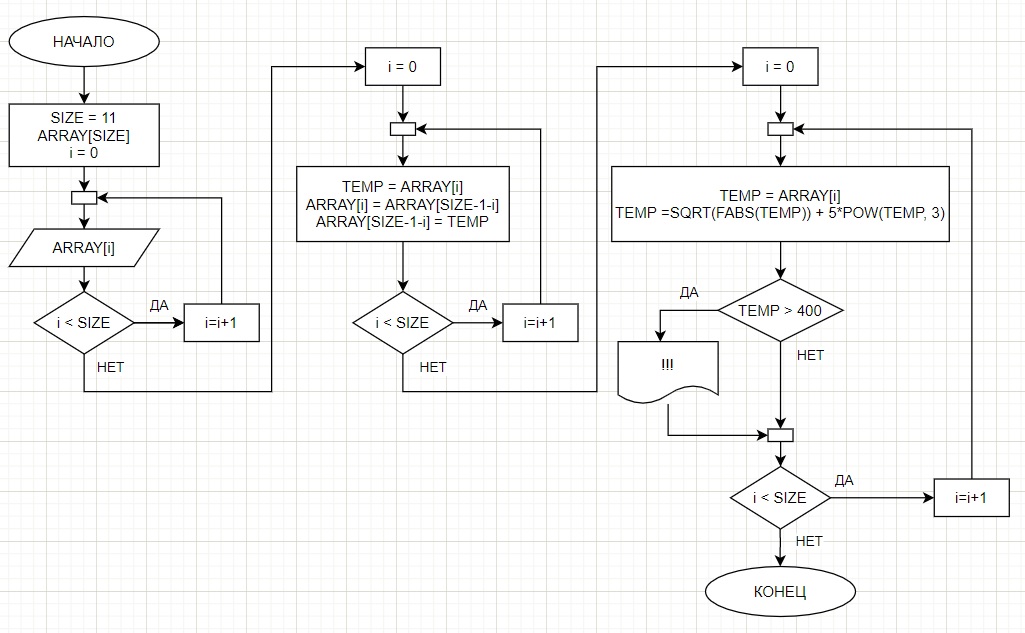 НАЧАЛО
SIZE = 11
ARRAY[SIZE]
i = 0
ARRAY[i]
i < SIZE
ДА
i=i+1
НЕТ
i = 0
TEMP = ARRAY[i]
ARRAY[i] = ARRAY[SIZE-1-i]
ARRAY[SIZE-1-i] = TEMP
i < SIZE
ДА
i=i+1
НЕТ
i = 0
TEMP = ARRAY[i]
TEMP =SQRT(FABS(TEMP)) + 5*POW(TEMP, 3)
TEMP > 400
ДА
НЕТ
!!!
i < SIZE
ДА
i=i+1
НЕТ
КОНЕЦ